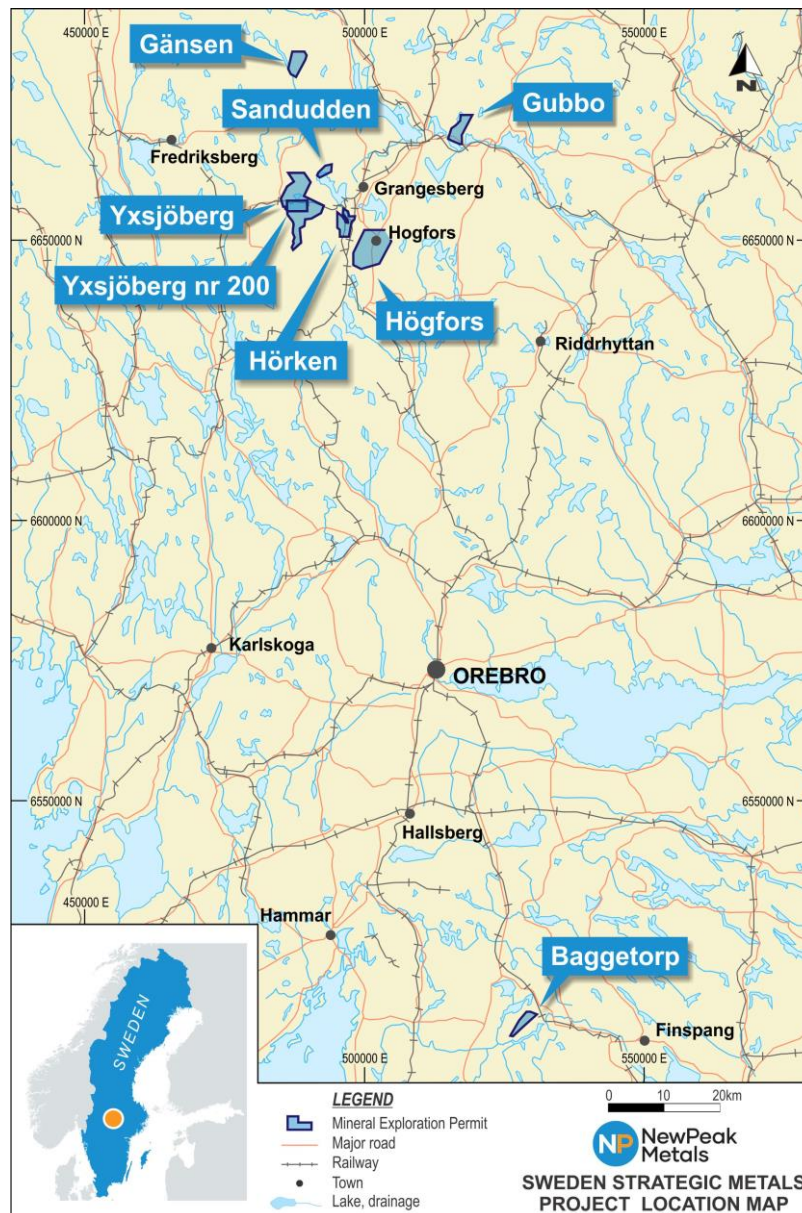 450000 E
500000 E
550000 E
Gänsen
Sandudden
Gubbo
N
Fredriksberg
Grangesberg
Yxsjöberg
Hogfors
6650000 N
6650000 N
Yxsjöberg nr 200
Högfors
Hörken
Riddrhyttan
6600000 N
6600000 N
Karlskoga
OREBRO
6550000 N
6550000 N
Hallsberg
450000 E
Hammar
Baggetorp
Finspang
500000 E
550000 E
SWEDEN
LEGEND
Mineral Exploration Permit
Major road
Railway
Town
Lake, drainage
0 10 20km
NP NewPeak
Metals
SWEDEN STRATEGIC METALS
PROJECT LOCATION MAP